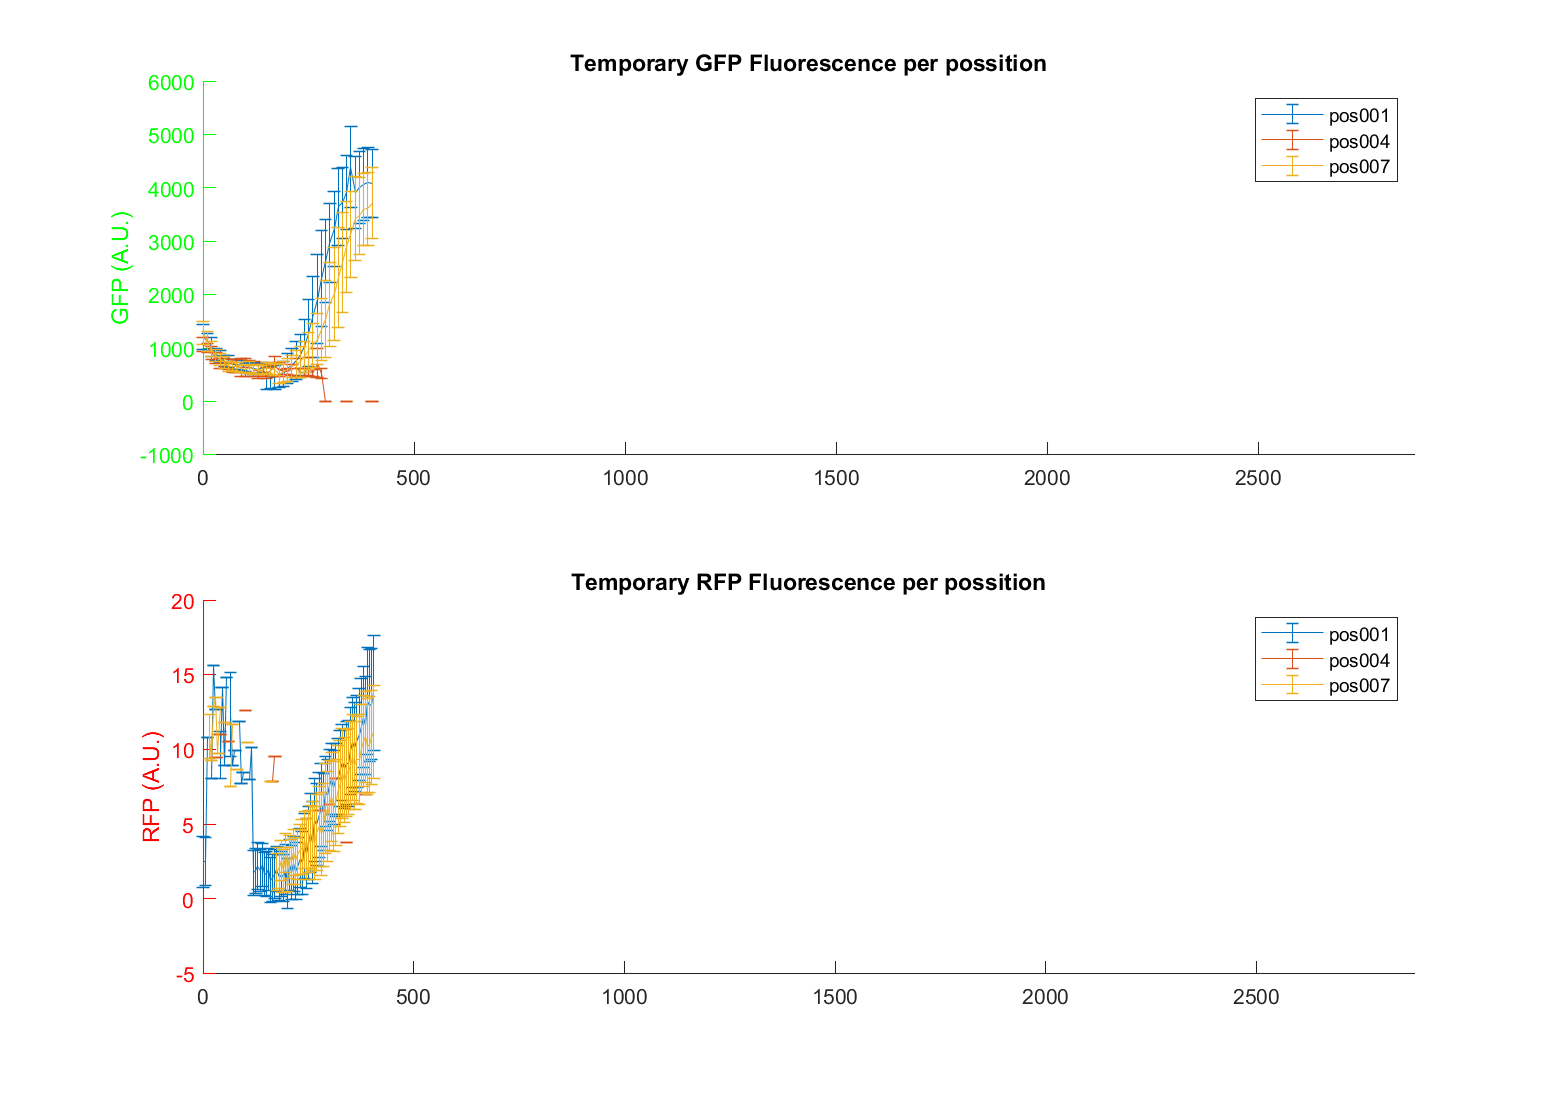 Temporary GFP Fluorescence per possition
6000
5000
4000
3000
2000
1000
0
-1000
GFP (A.U.)
0 500 1000 1500 2000 2500
pos001
pos004
pos007
Temporary RFP Fluorescence per possition
20
15
10
5
0
-5
RFP (A.U.)
0 500 1000 1500 2000 2500
pos001
pos004
pos007